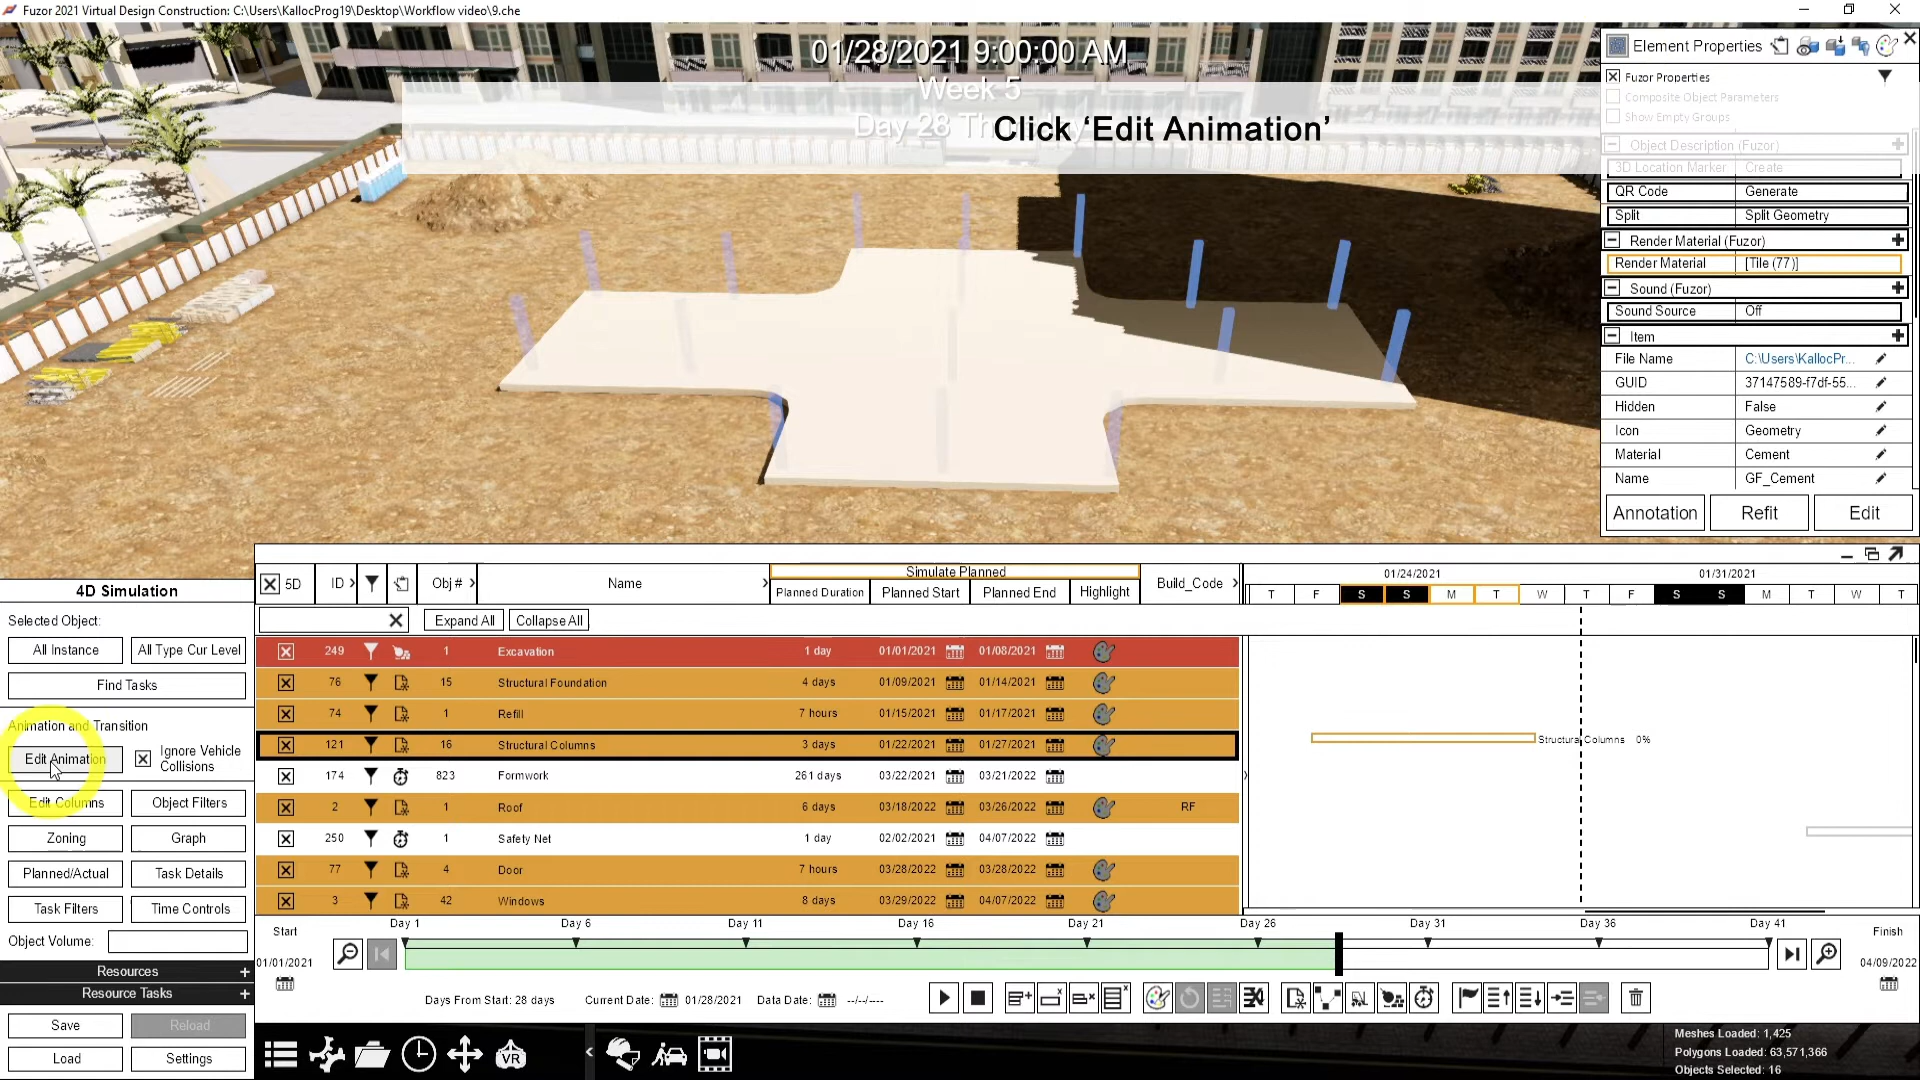 Fuzor 2021 Virtual Design Construction: C:\Users\KallocProg19\Desktop\Workflow video\9.che
01/28/2021 9:00:00 AM
Week 5
Day 28 Thursday
Click ‘Edit Animation’
Element Properties
Fuzor Properties
Composite Object Parameters
Show Empty Groups
Object Description (Fuzor)
3D Location Marker Create
QR Code Generate
Split Split Geometry
Render Material (Fuzor)
Render Material [Tile (77)]
Sound (Fuzor)
Sound Source Off
Item
File Name C:\Users\KallocPr...
GUID 37147589-f7df-55...
Hidden False
Icon Geometry
Material Cement
Name GF_Cement
Annotation Refit Edit
4D Simulation
Selected Object:
All Instance All Type Cur Level
Find Tasks
Animation and Transition
Edit Animation Ignore Vehicle Collisions
Edit Columns Object Filters
Zoning Graph
Planned/Actual Task Details
Task Filters Time Controls
Object Volume:
Resources +
Resource Tasks +
Save Reload
Load Settings
5D ID Obj # Name Simulate Planned Build_Code
Planned Duration Planned Start Planned End Highlight
01/24/2021 01/31/2021
T F S S M T W T F S S M T W T
Expand All Collapse All
249 1 Excavation 1 day 01/01/2021 01/08/2021
76 15 Structural Foundation 4 days 01/09/2021 01/14/2021
74 1 Refill 7 hours 01/15/2021 01/17/2021
121 16 Structural Columns 3 days 01/22/2021 01/27/2021
Structural Columns 0%
174 823 Formwork 261 days 03/22/2021 03/21/2022
2 1 Roof 6 days 03/18/2022 03/26/2022 RF
250 1 Safety Net 1 day 02/02/2021 04/07/2022
77 4 Door 7 hours 03/28/2022 03/28/2022
3 42 Windows 8 days 03/29/2022 04/07/2022
Day 1 Day 6 Day 11 Day 16 Day 21 Day 26 Day 31 Day 36 Day 41
Start Finish
01/01/2021 04/09/2022
Days From Start: 28 days Current Date: 01/28/2021 Data Date: --/--/----
VR
Meshes Loaded: 1,425
Polygons Loaded: 63,571,366
Objects Selected: 16